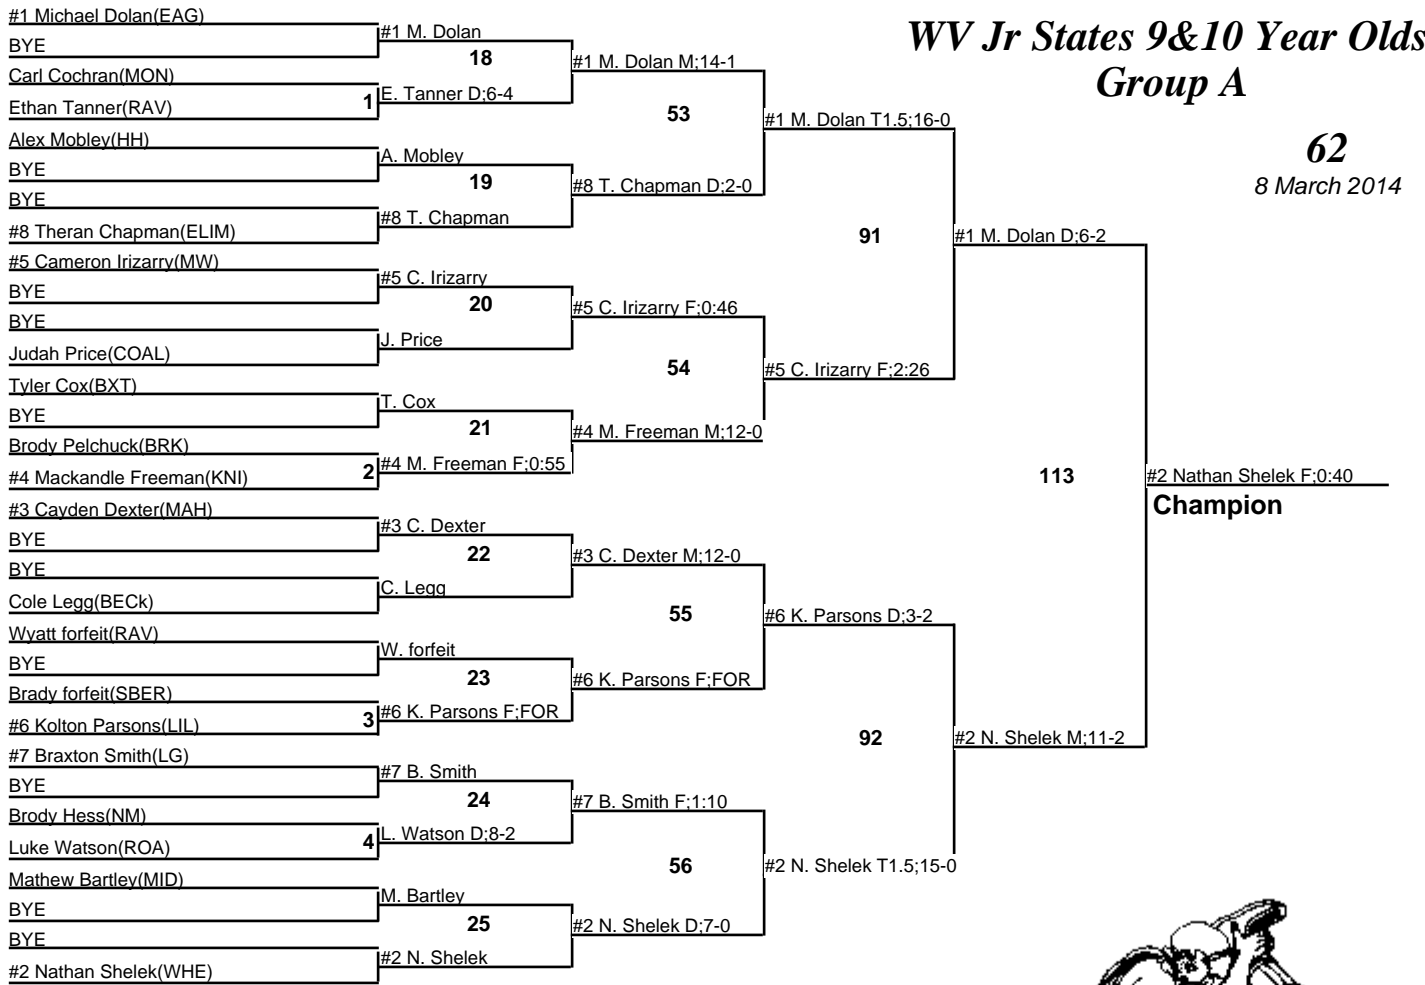 WV Jr States 9&10 Year Olds
Group A
62
8 March 2014
#1 Michael Dolan(EAG)
BYE
Carl Cochran(MON)
Ethan Tanner(RAV)
Alex Mobley(HH)
BYE
BYE
#8 Theran Chapman(ELIM)
#5 Cameron Irizarry(MW)
BYE
BYE
Judah Price(COAL)
Tyler Cox(BXT)
BYE
Brody Pelchuck(BRK)
#4 Mackandle Freeman(KNI)
#3 Cayden Dexter(MAH)
BYE
BYE
Cole Legg(BECk)
Wyatt forfeit(RAV)
BYE
Brady forfeit(SBER)
#6 Kolton Parsons(LIL)
#7 Braxton Smith(LG)
BYE
Brody Hess(NM)
Luke Watson(ROA)
Mathew Bartley(MID)
BYE
BYE
#2 Nathan Shelek(WHE)
1
2
3
4
#1 M. Dolan
18
E. Tanner D;6-4
A. Mobley
19
#8 T. Chapman
#5 C. Irizarry
20
J. Price
T. Cox
21
#4 M. Freeman F;0:55
#3 C. Dexter
22
C. Legg
W. forfeit
23
#6 K. Parsons F;FOR
#7 B. Smith
24
L. Watson D;8-2
M. Bartley
25
#2 N. Shelek
#1 M. Dolan M;14-1
53
#8 T. Chapman D;2-0
#5 C. Irizarry F;0:46
54
#4 M. Freeman M;12-0
#3 C. Dexter M;12-0
55
#6 K. Parsons F;FOR
#7 B. Smith F;1:10
56
#2 N. Shelek D;7-0
#1 M. Dolan T1.5;16-0
91
#5 C. Irizarry F;2:26
#6 K. Parsons D;3-2
92
#2 N. Shelek T1.5;15-0
#1 M. Dolan D;6-2
113
#2 N. Shelek M;11-2
#2 Nathan Shelek F;0:40
Champion